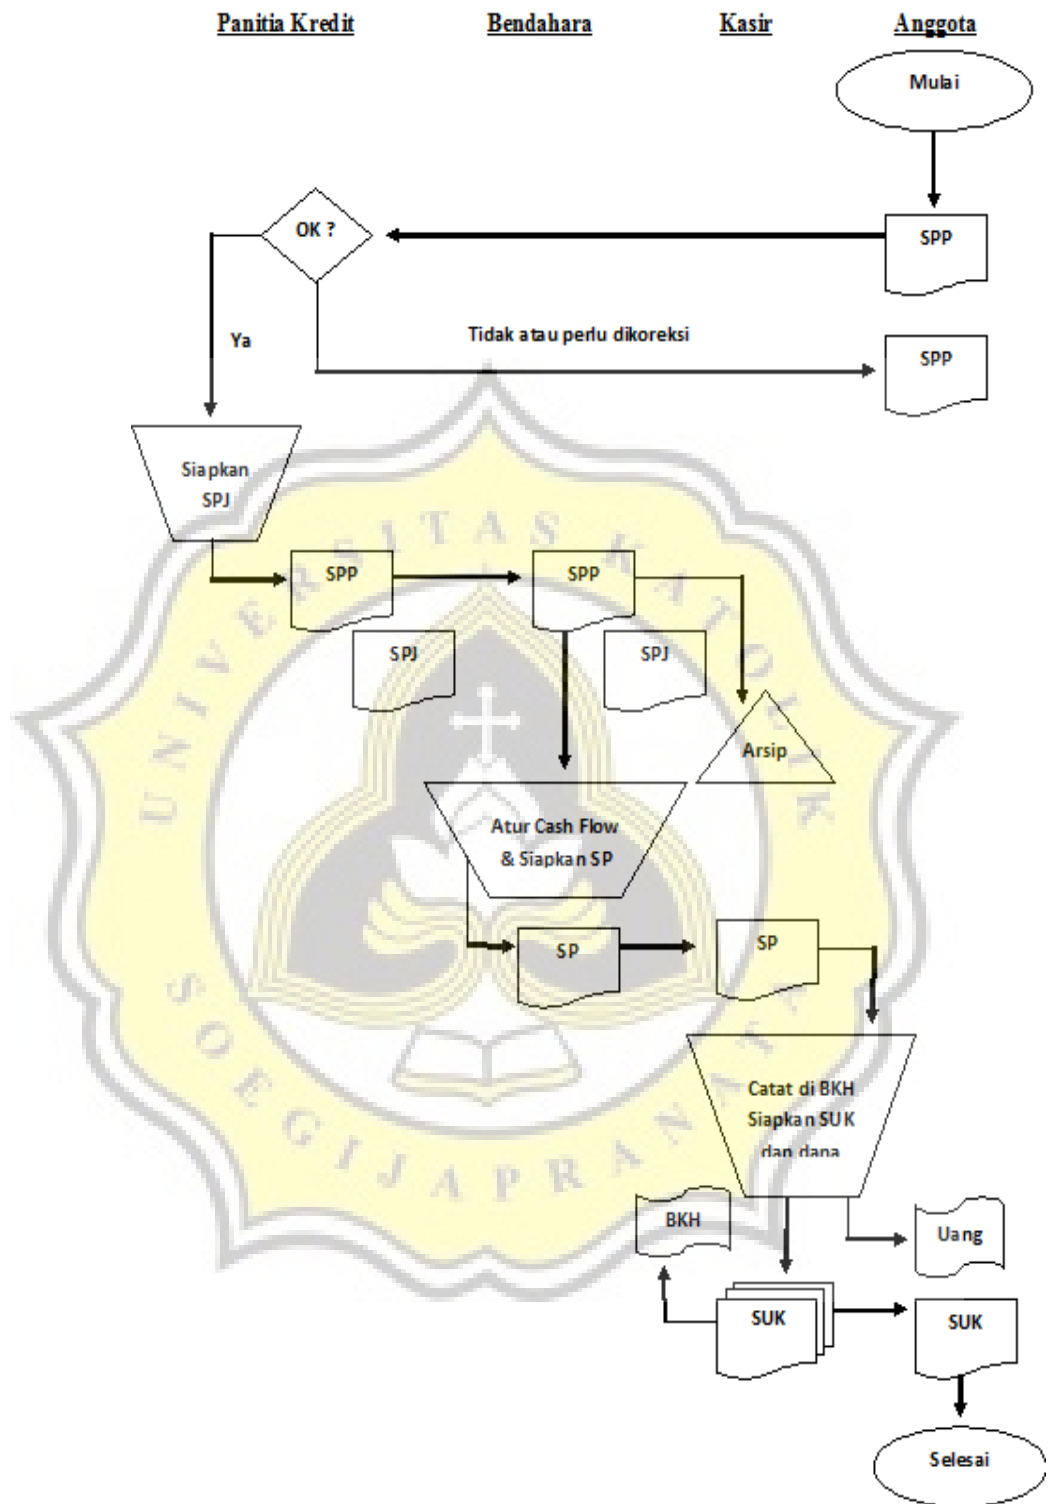 Panitia Kredit Bendahara Kasir Anggota
Mulai
OK ?
SPP
Ya
Tidak atau perlu dikoreksi
SPP
Siapkan
SPJ
SPP
SPP
SPJ
SPJ
Arsip
Atur Cash Flow
& Siapkan SP
SP
SP
Catat di BKH
Siapkan SUK
dan dana
BKH
Uang
SUK
SUK
Selesai
UNIVERSITAS KATOLIK
SOEGIJAPRANATA